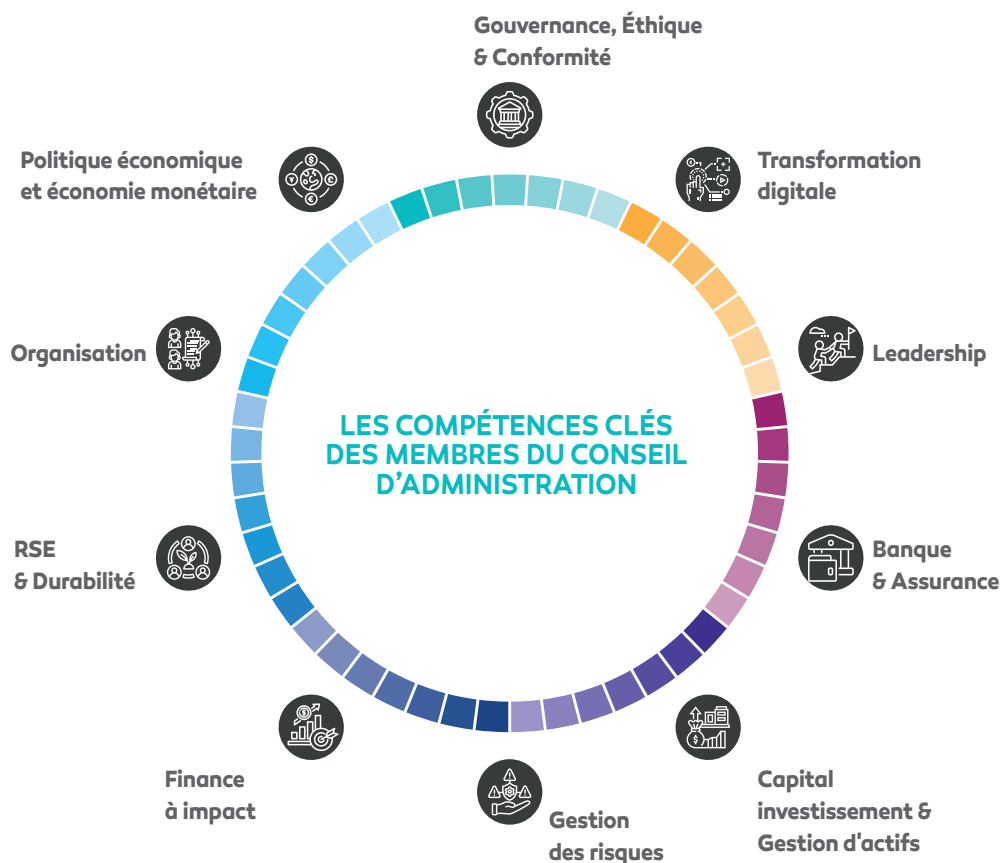 Gouvernance, Éthique
& Conformité
Politique économique
et économie monétaire
Transformation
digitale
Organisation
Leadership
LES COMPÉTENCES CLÉS
DES MEMBRES DU CONSEIL
D'ADMINISTRATION
RSE
& Durabilité
Banque
& Assurance
Finance
à impact
Gestion
des risques
Capital
investissement &
Gestion d'actifs